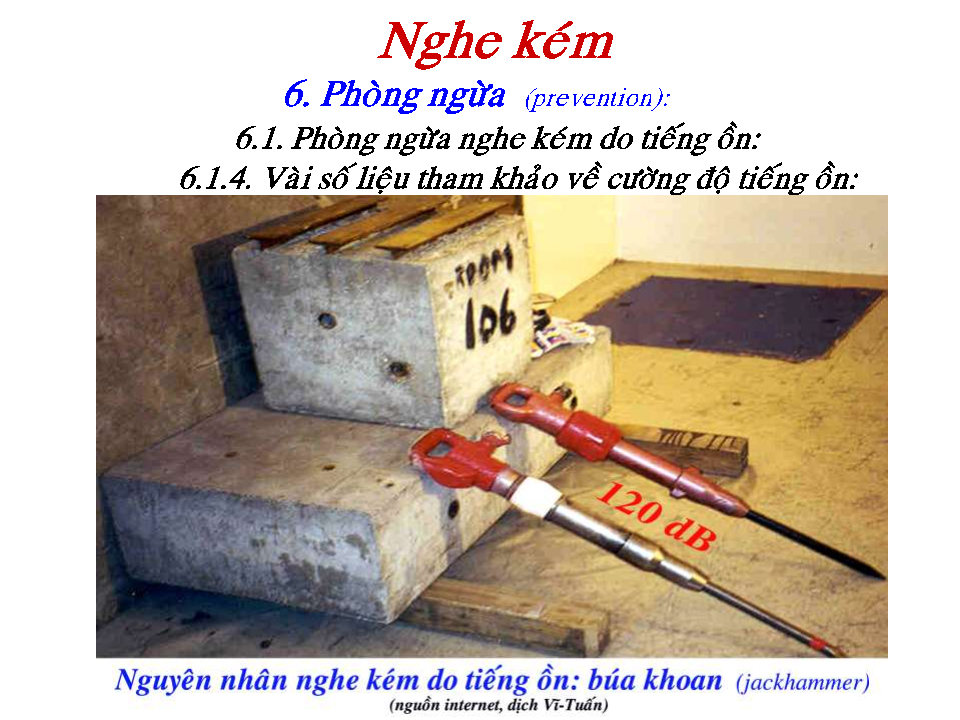 Nghe kém
6. Phòng ngừa (prevention):
6.1. Phòng ngừa nghe kém do tiếng ồn:
6.1.4. Vài số liệu tham khảo về cường độ tiếng ồn:
ROOM
106
120 dB
Nguyên nhân nghe kém do tiếng ồn: búa khoan (jackhammer)
(nguồn internet, dịch Vĩ-Tuấn)